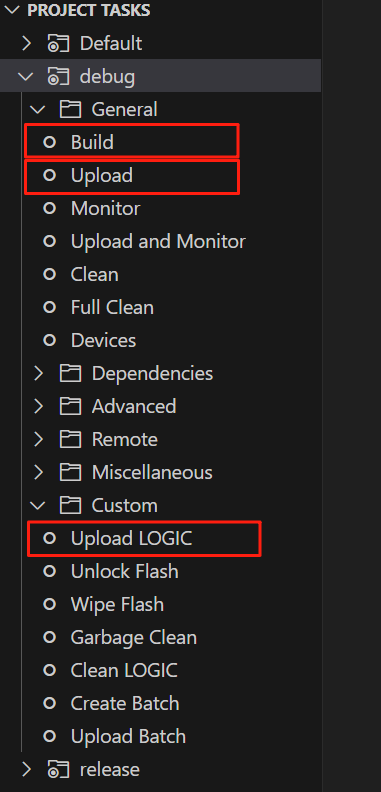 PROJECT TASKS
Default
debug
General
Build
Upload
Monitor
Upload and Monitor
Clean
Full Clean
Devices
Dependencies
Advanced
Remote
Miscellaneous
Custom
Upload LOGIC
Unlock Flash
Wipe Flash
Garbage Clean
Clean LOGIC
Create Batch
Upload Batch
release